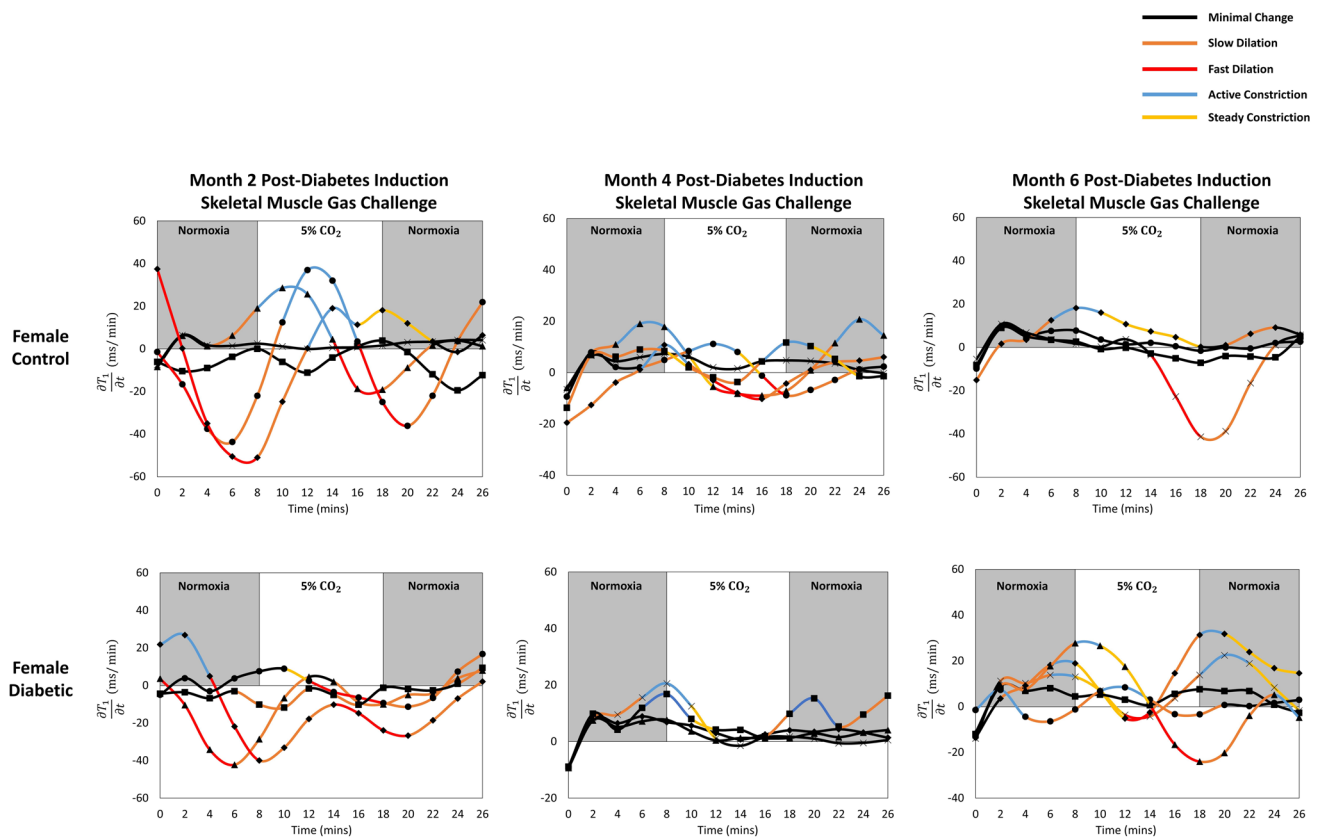 Minimal Change
Slow Dilation
Fast Dilation
Active Constriction
Steady Constriction
Month 2 Post-Diabetes Induction
Skeletal Muscle Gas Challenge
Month 4 Post-Diabetes Induction
Skeletal Muscle Gas Challenge
Month 6 Post-Diabetes Induction
Skeletal Muscle Gas Challenge
Female
Control
60
40
20
0
-20
-40
-60
∂T₁/∂t (ms/ min)
Normoxia
5% CO₂
Normoxia
0 2 4 6 8 10 12 14 16 18 20 22 24 26
Time (mins)
60
40
20
0
-20
-40
∂T₁/∂t (ms/ min)
Normoxia
5% CO₂
Normoxia
0 2 4 6 8 10 12 14 16 18 20 22 24 26
Time (mins)
60
40
20
0
-20
-40
-60
∂T₁/∂t (ms/ min)
Normoxia
5% CO₂
Normoxia
0 2 4 6 8 10 12 14 16 18 20 22 24 26
Time (mins)
Female
Diabetic
60
40
20
0
-20
-40
-60
∂T₁/∂t (ms/ min)
Normoxia
5% CO₂
Normoxia
0 2 4 6 8 10 12 14 16 18 20 22 24 26
Time (mins)
60
40
20
0
-20
∂T₁/∂t (ms/ min)
Normoxia
5% CO₂
Normoxia
0 2 4 6 8 10 12 14 16 18 20 22 24 26
Time (mins)
60
40
20
0
-20
-40
∂T₁/∂t (ms/ min)
Normoxia
5% CO₂
Normoxia
0 2 4 6 8 10 12 14 16 18 20 22 24 26
Time (mins)